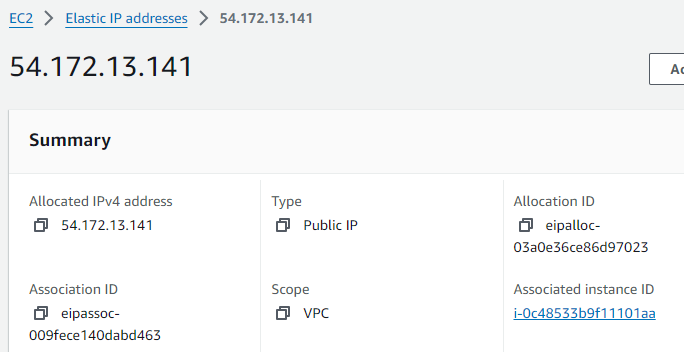 EC2 > Elastic IP addresses > 54.172.13.141
54.172.13.141
Summary
Allocated IPv4 address
54.172.13.141
Type
Public IP
Allocation ID
eipalloc-
03a0e36ce86d97023
Association ID
eipassoc-
009fece140dabd463
Scope
VPC
Associated instance ID
i-0c48533b9f11101aa